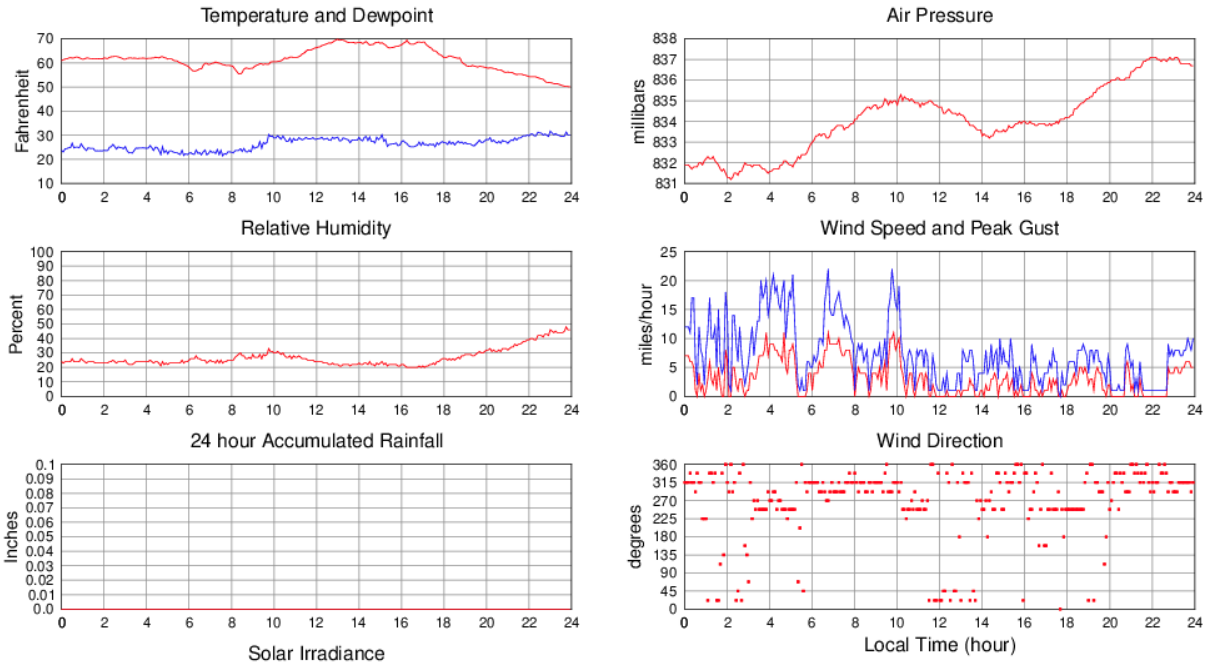 Temperature and Dewpoint
Fahrenheit
70
60
50
40
30
20
10
0 2 4 6 8 10 12 14 16 18 20 22 24
Air Pressure
millibars
838
837
836
835
834
833
832
831
0 2 4 6 8 10 12 14 16 18 20 22 24
Relative Humidity
Percent
100
90
80
70
60
50
40
30
20
10
0
0 2 4 6 8 10 12 14 16 18 20 22 24
Wind Speed and Peak Gust
miles/hour
25
20
15
10
5
0
0 2 4 6 8 10 12 14 16 18 20 22 24
24 hour Accumulated Rainfall
Inches
0.1
0.09
0.08
0.07
0.06
0.05
0.04
0.03
0.02
0.01
0.0
0 2 4 6 8 10 12 14 16 18 20 22 24
Wind Direction
degrees
360
315
270
225
180
135
90
45
0
0 2 4 6 8 10 12 14 16 18 20 22 24
Local Time (hour)
Solar Irradiance